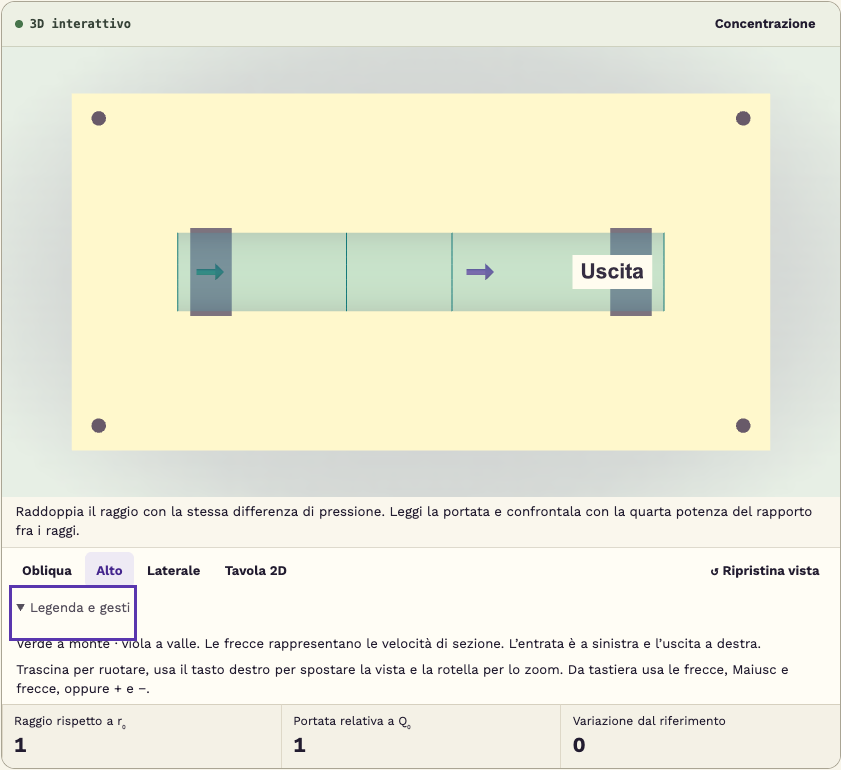 3D interattivo
Concentrazione
Uscita
Raddoppia il raggio con la stessa differenza di pressione. Leggi la portata e confrontala con la quarta potenza del rapporto
fra i raggi.
Obliqua Alto Laterale Tavola 2D ↺ Ripristina vista
▼ Legenda e gesti
Verde a monte · viola a valle. Le frecce rappresentano le velocità di sezione. L’entrata è a sinistra e l’uscita a destra.
Trascina per ruotare, usa il tasto destro per spostare la vista e la rotella per lo zoom. Da tastiera usa le frecce, Maiusc e
frecce, oppure + e −.
Raggio rispetto a r₀ Portata relativa a Q₀ Variazione dal riferimento
1 1 0